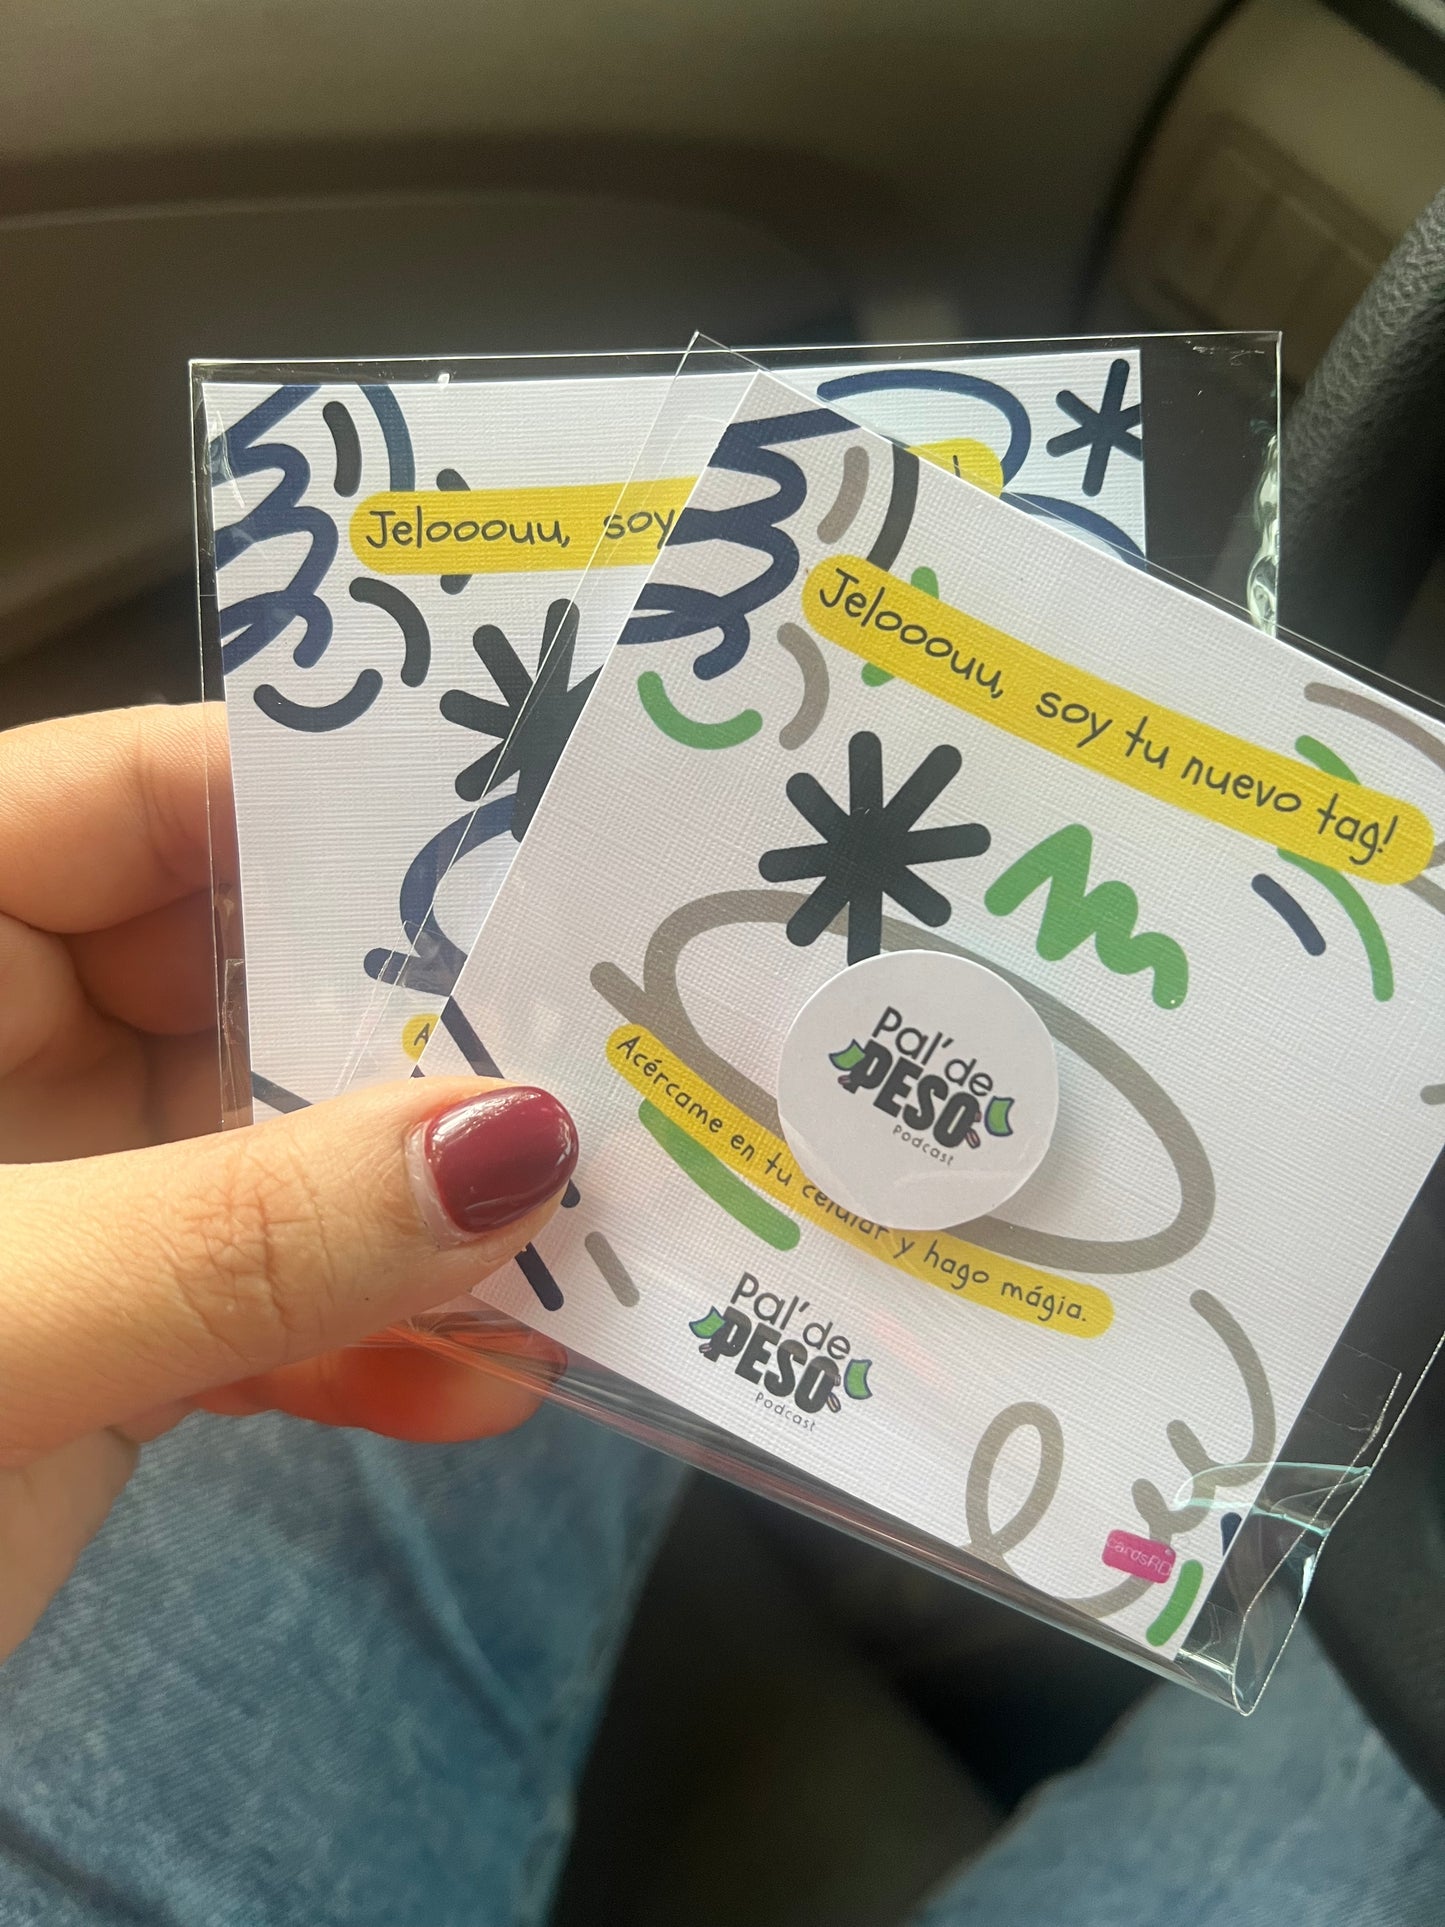 Jelooouu, soy
!
Jelooouu, soy tu nuevo tag!
A
Pal'de
PESO
Podcast
Acércame en tu celular y hago mágia.
Pal'de
PESO
Podcast
cardsRD